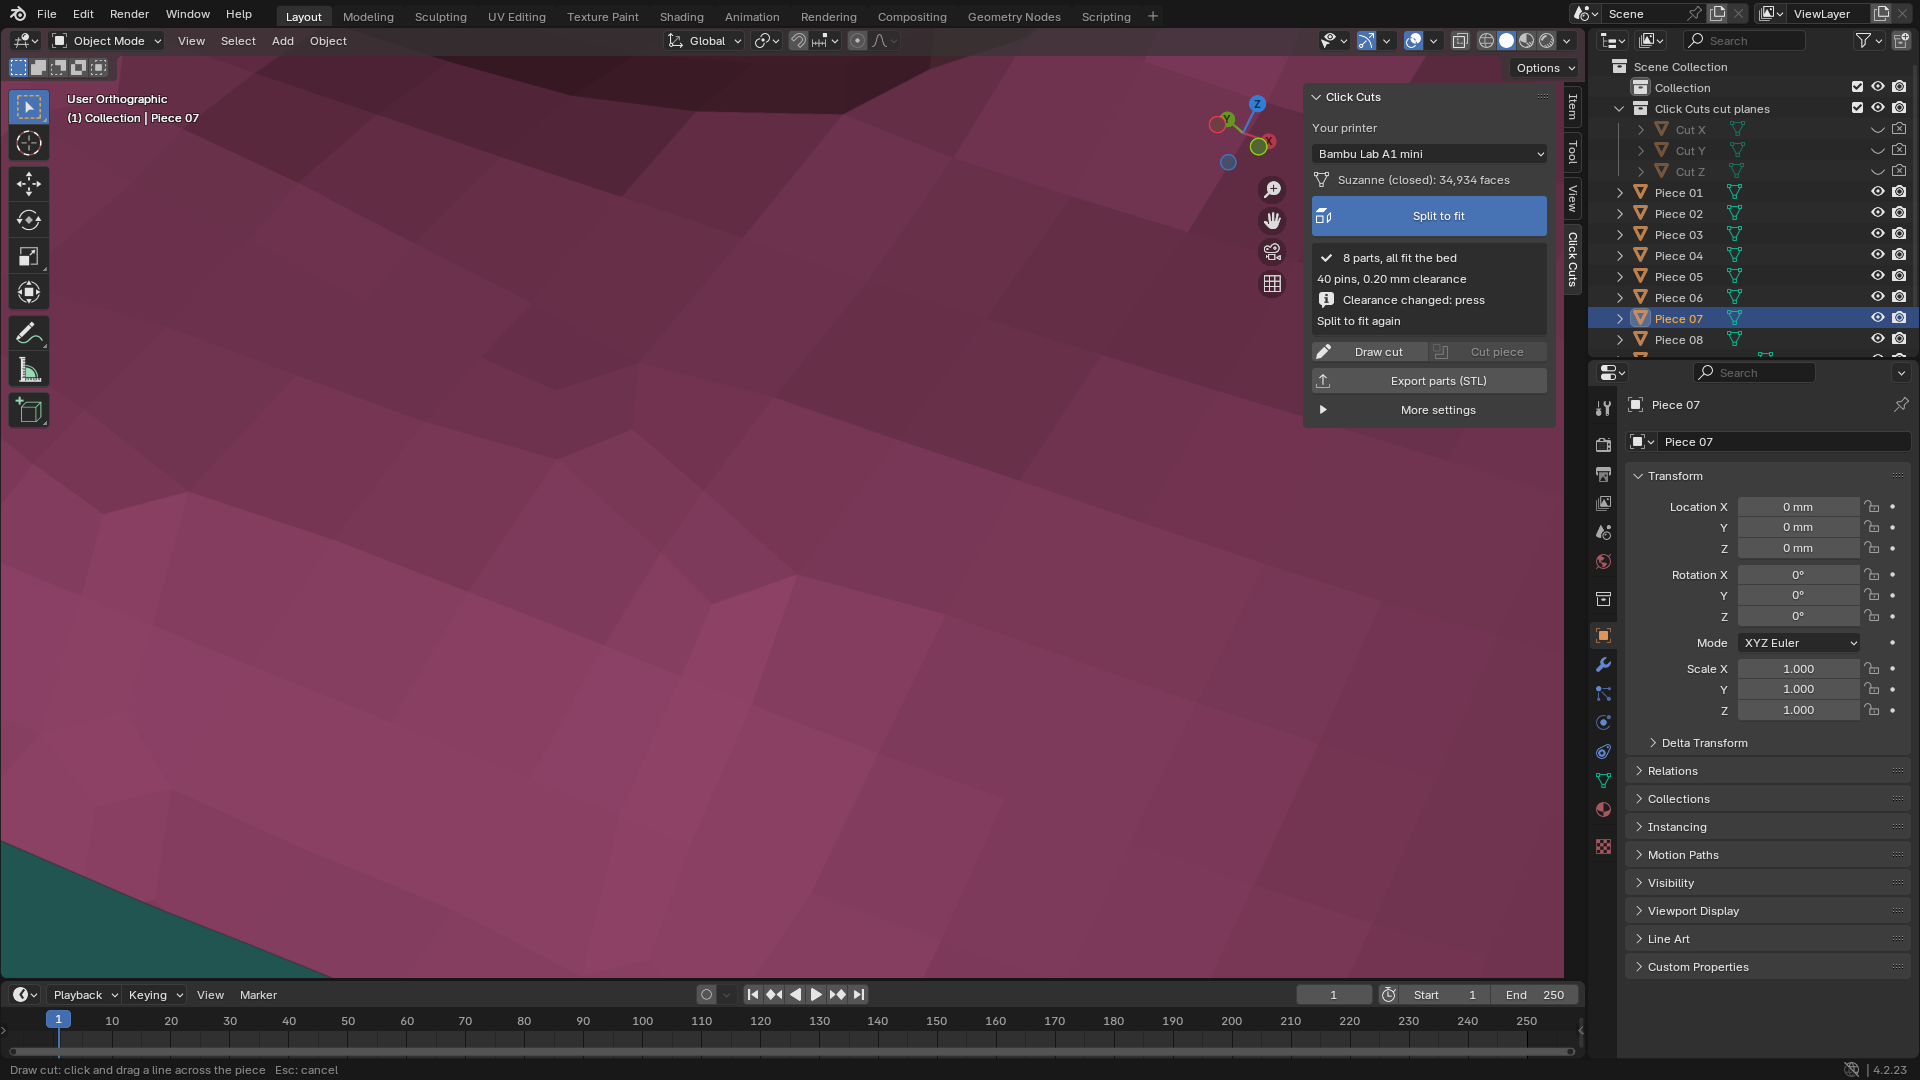 File Edit Render Window Help
Layout Modeling Sculpting UV Editing Texture Paint Shading Animation Rendering Compositing Geometry Nodes Scripting
Scene
ViewLayer
Object Mode View Select Add Object
Global
Search
Options
User Orthographic
(1) Collection | Piece 07
Z
Y
X
Click Cuts
Your printer
Bambu Lab A1 mini
Suzanne (closed): 34,934 faces
Split to fit
8 parts, all fit the bed
40 pins, 0.20 mm clearance
Clearance changed: press
Split to fit again
Draw cut
Cut piece
Export parts (STL)
More settings
Item
Tool
View
Click Cuts
Scene Collection
Collection
Click Cuts cut planes
Cut X
Cut Y
Cut Z
Piece 01
Piece 02
Piece 03
Piece 04
Piece 05
Piece 06
Piece 07
Piece 08
Search
Piece 07
Piece 07
Transform
Location X 0 mm
Y 0 mm
Z 0 mm
Rotation X 0°
Y 0°
Z 0°
Mode XYZ Euler
Scale X 1.000
Y 1.000
Z 1.000
Delta Transform
Relations
Collections
Instancing
Motion Paths
Visibility
Viewport Display
Line Art
Custom Properties
Playback Keying View Marker
1
Start 1
End 250
1 10 20 30 40 50 60 70 80 90 100 110 120 130 140 150 160 170 180 190 200 210 220 230 240 250
Draw cut: click and drag a line across the piece Esc: cancel
4.2.23